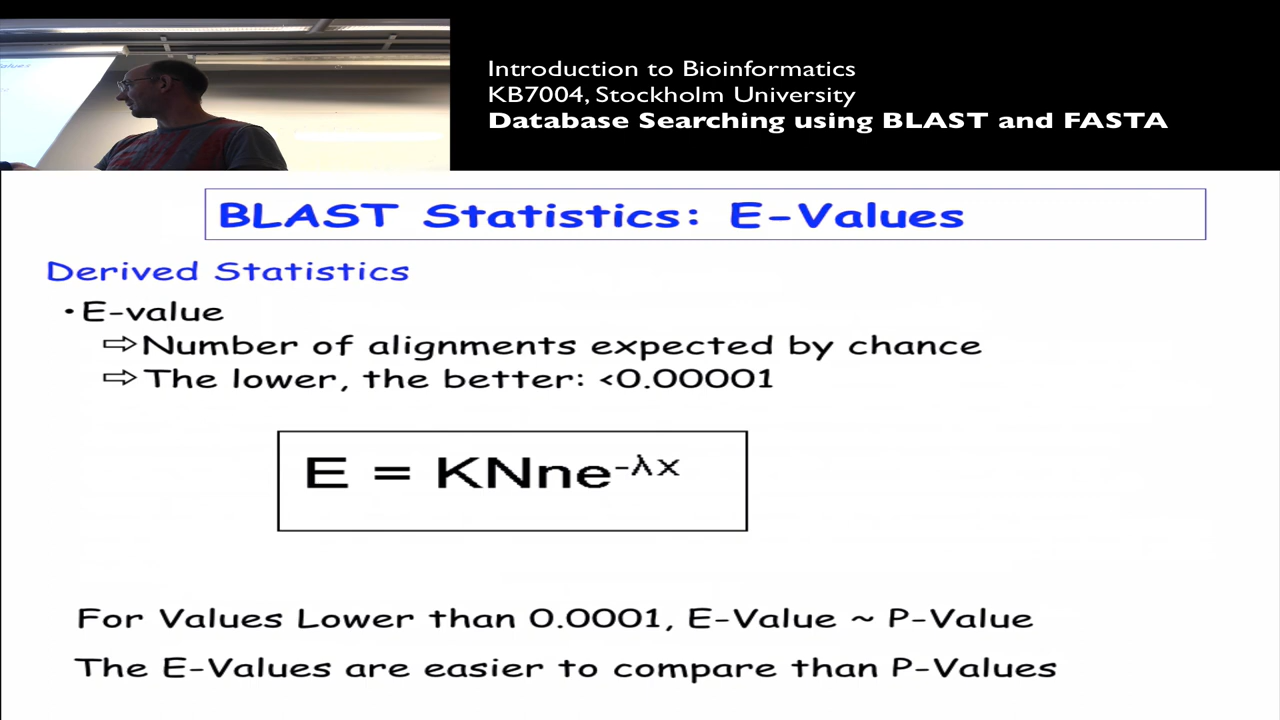 Introduction to Bioinformatics
KB7004, Stockholm University
Database Searching using BLAST and FASTA
BLAST Statistics: E-Values
Derived Statistics
• E-value
⇨ Number of alignments expected by chance
⇨ The lower, the better: <0.00001
E = KNne^-λx
For Values Lower than 0.0001, E-Value ~ P-Value
The E-Values are easier to compare than P-Values